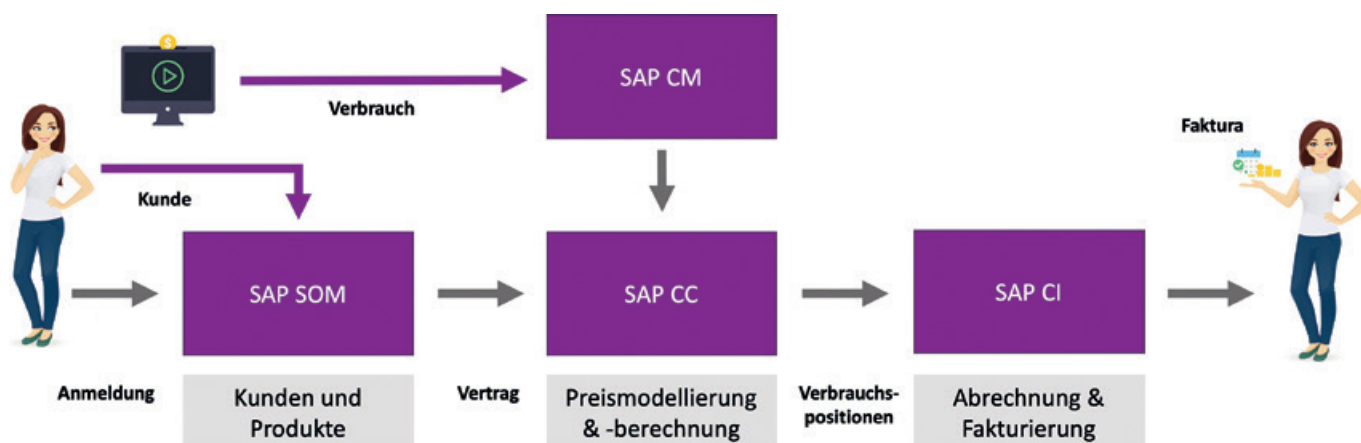 $
SAP CM
Verbrauch
Faktura
Kunde
SAP SOM
SAP CC
SAP CI
Anmeldung
Kunden und
Produkte
Vertrag
Preismodellierung
& -berechnung
Verbrauchs-
positionen
Abrechnung &
Fakturierung